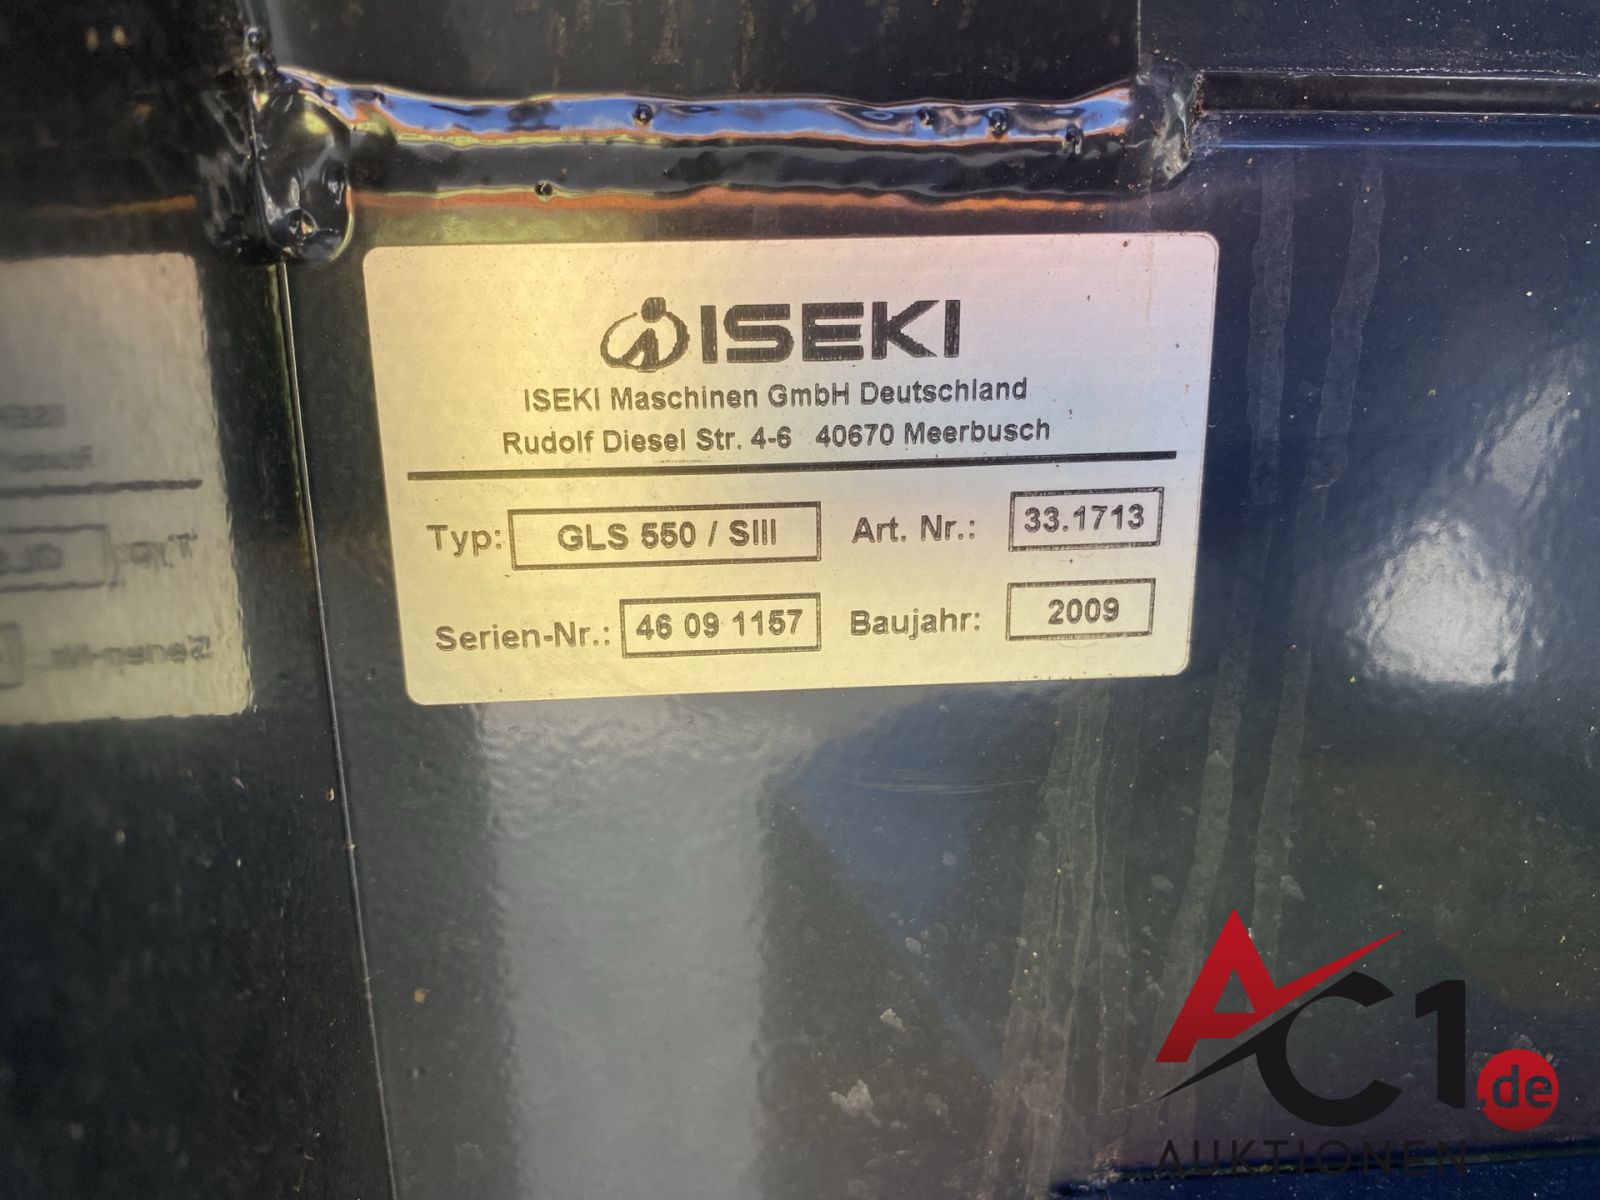 ISEKI
ISEKI Maschinen GmbH Deutschland
Rudolf Diesel Str. 4-6 40670 Meerbusch
Typ: GLS 550 / SIII Art. Nr.: 33.1713
Serien-Nr.: 46 09 1157 Baujahr: 2009
AC1.de
AUKTIONEN